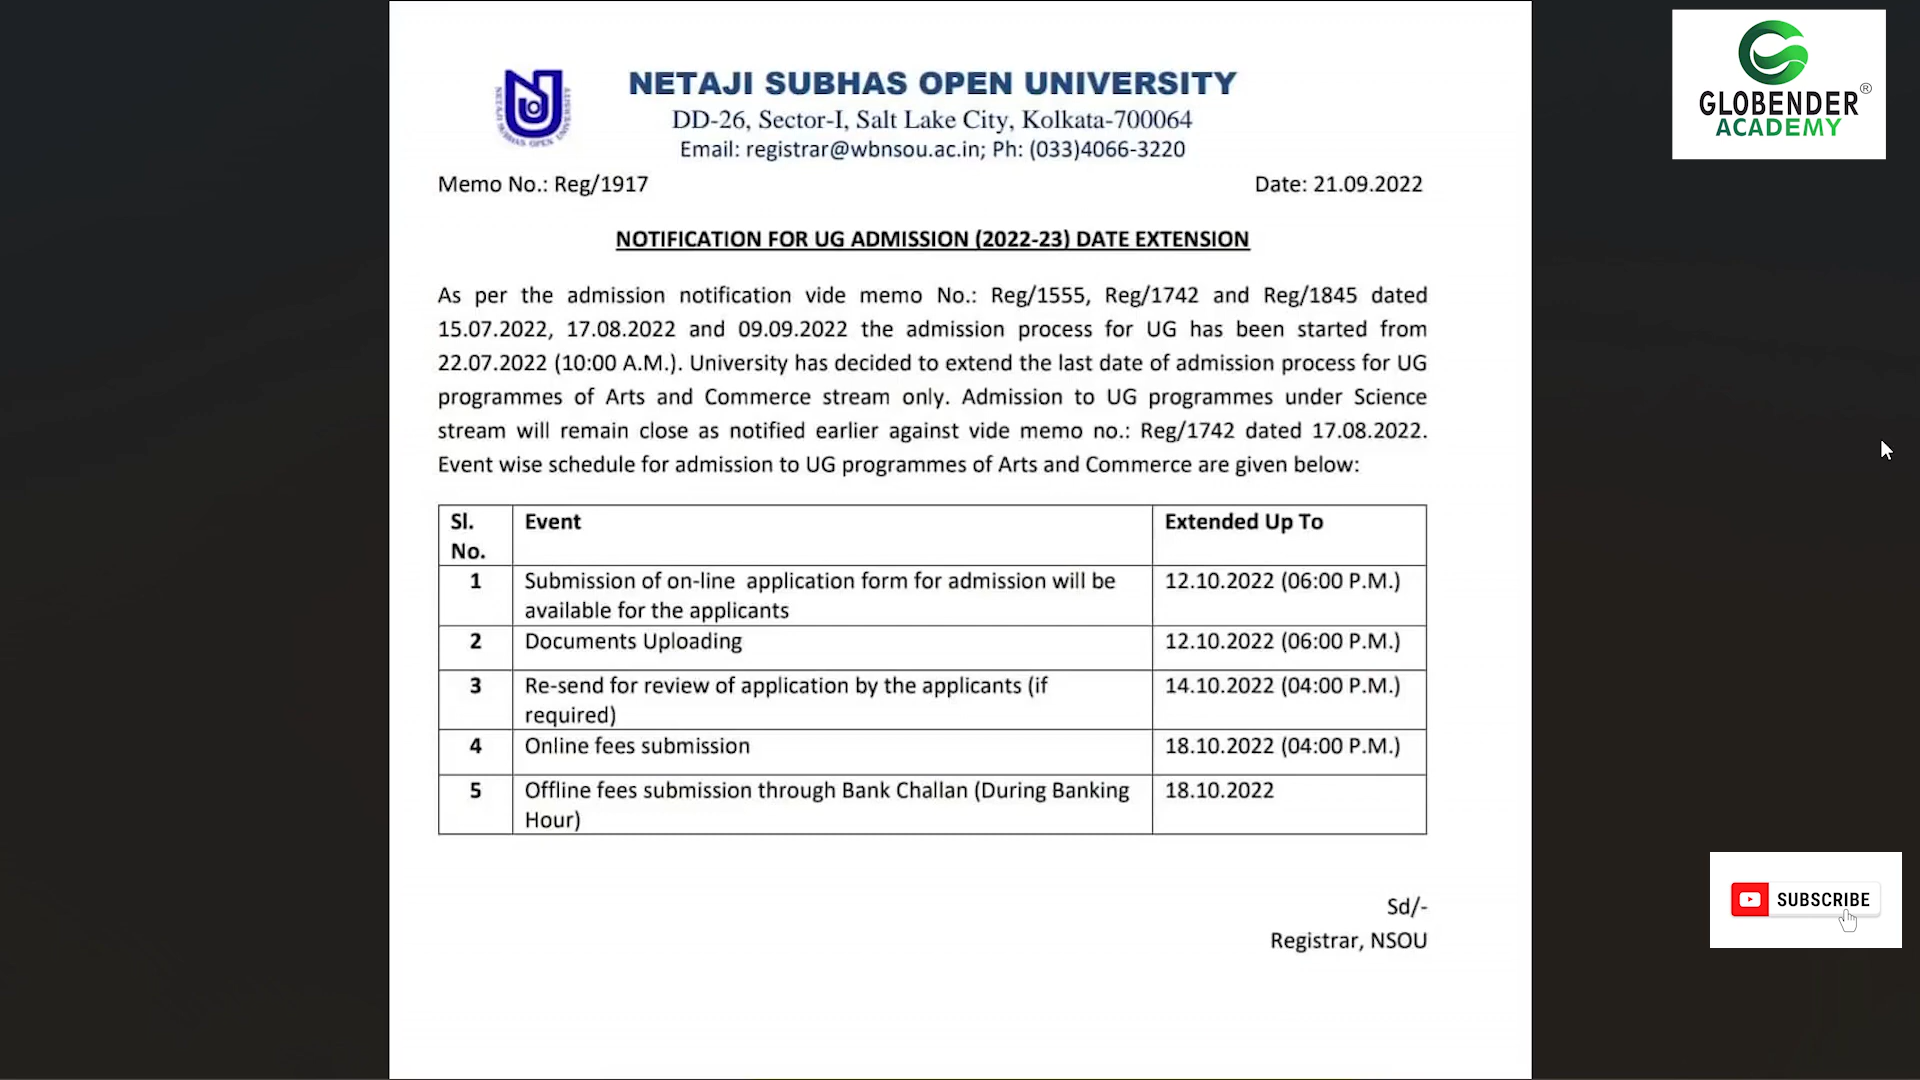 NETAJI SUBHAS OPEN UNIVERSITY
DD-26, Sector-I, Salt Lake City, Kolkata-700064
Email: registrar@wbnsou.ac.in; Ph: (033)4066-3220
NETAJI SUBHAS OPEN UNIVERSITY
GLOBENDER®
ACADEMY
Memo No.: Reg/1917 Date: 21.09.2022
NOTIFICATION FOR UG ADMISSION (2022-23) DATE EXTENSION
As per the admission notification vide memo No.: Reg/1555, Reg/1742 and Reg/1845 dated
15.07.2022, 17.08.2022 and 09.09.2022 the admission process for UG has been started from
22.07.2022 (10:00 A.M.). University has decided to extend the last date of admission process for UG
programmes of Arts and Commerce stream only. Admission to UG programmes under Science
stream will remain close as notified earlier against vide memo no.: Reg/1742 dated 17.08.2022.
Event wise schedule for admission to UG programmes of Arts and Commerce are given below:
Sl. Event Extended Up To
No.
1 Submission of on-line application form for admission will be 12.10.2022 (06:00 P.M.)
available for the applicants
2 Documents Uploading 12.10.2022 (06:00 P.M.)
3 Re-send for review of application by the applicants (if 14.10.2022 (04:00 P.M.)
required)
4 Online fees submission 18.10.2022 (04:00 P.M.)
5 Offline fees submission through Bank Challan (During Banking 18.10.2022
Hour)
Sd/-
Registrar, NSOU
SUBSCRIBE